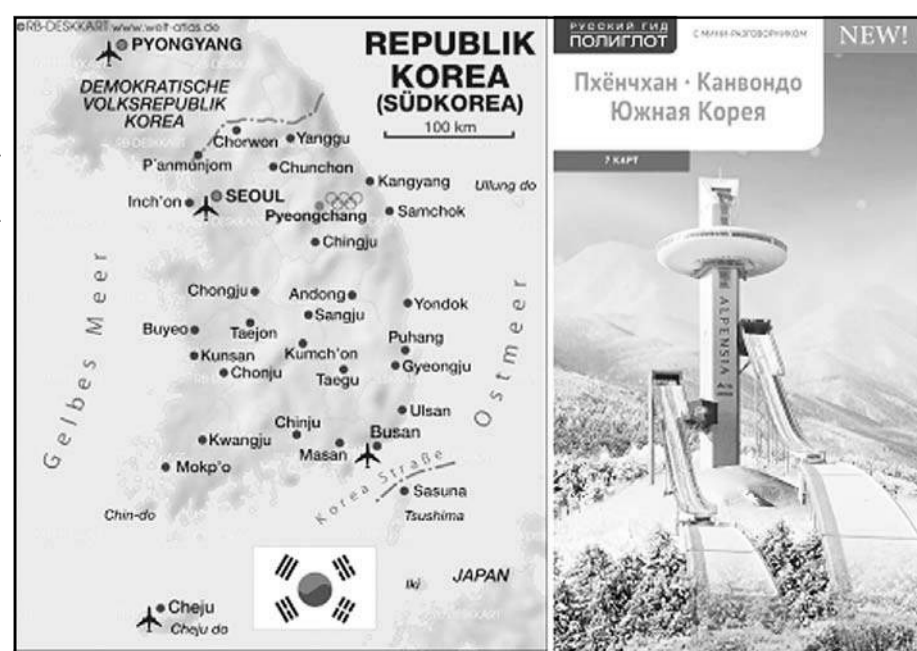 ©RB-DESKKART www.welt-atlas.de
PYONGYANG
REPUBLIK
KOREA
(SÜDKOREA)
100 km
DEMOKRATISCHE
VOLKSREPUBLIK
KOREA
Chorwon
Yanggu
P'anmunjom
Chunchon
Kangyang
Ullung do
Inch'on
SEOUL
Pyeongchang
Samchok
Chingju
Chongju
Andong
Yondok
Sangju
Buyeo
Taejon
Puhang
Kunsan
Kumch'on
Gyeongju
Chonju
Taegu
Gelbes Meer
Ostmeer
Ulsan
Chinju
Busan
Kwangju
Masan
Mokp'o
Korea Straße
Sasuna
Chin-do
Tsushima
Iki
JAPAN
Cheju
Cheju do
РУССКИЙ ГИД
ПОЛИГЛОТ
С МИНИ-РАЗГОВОРНИКОМ
NEW!
Пхёнчхан · Канвондо
Южная Корея
7 КАРТ
ALPENSIA